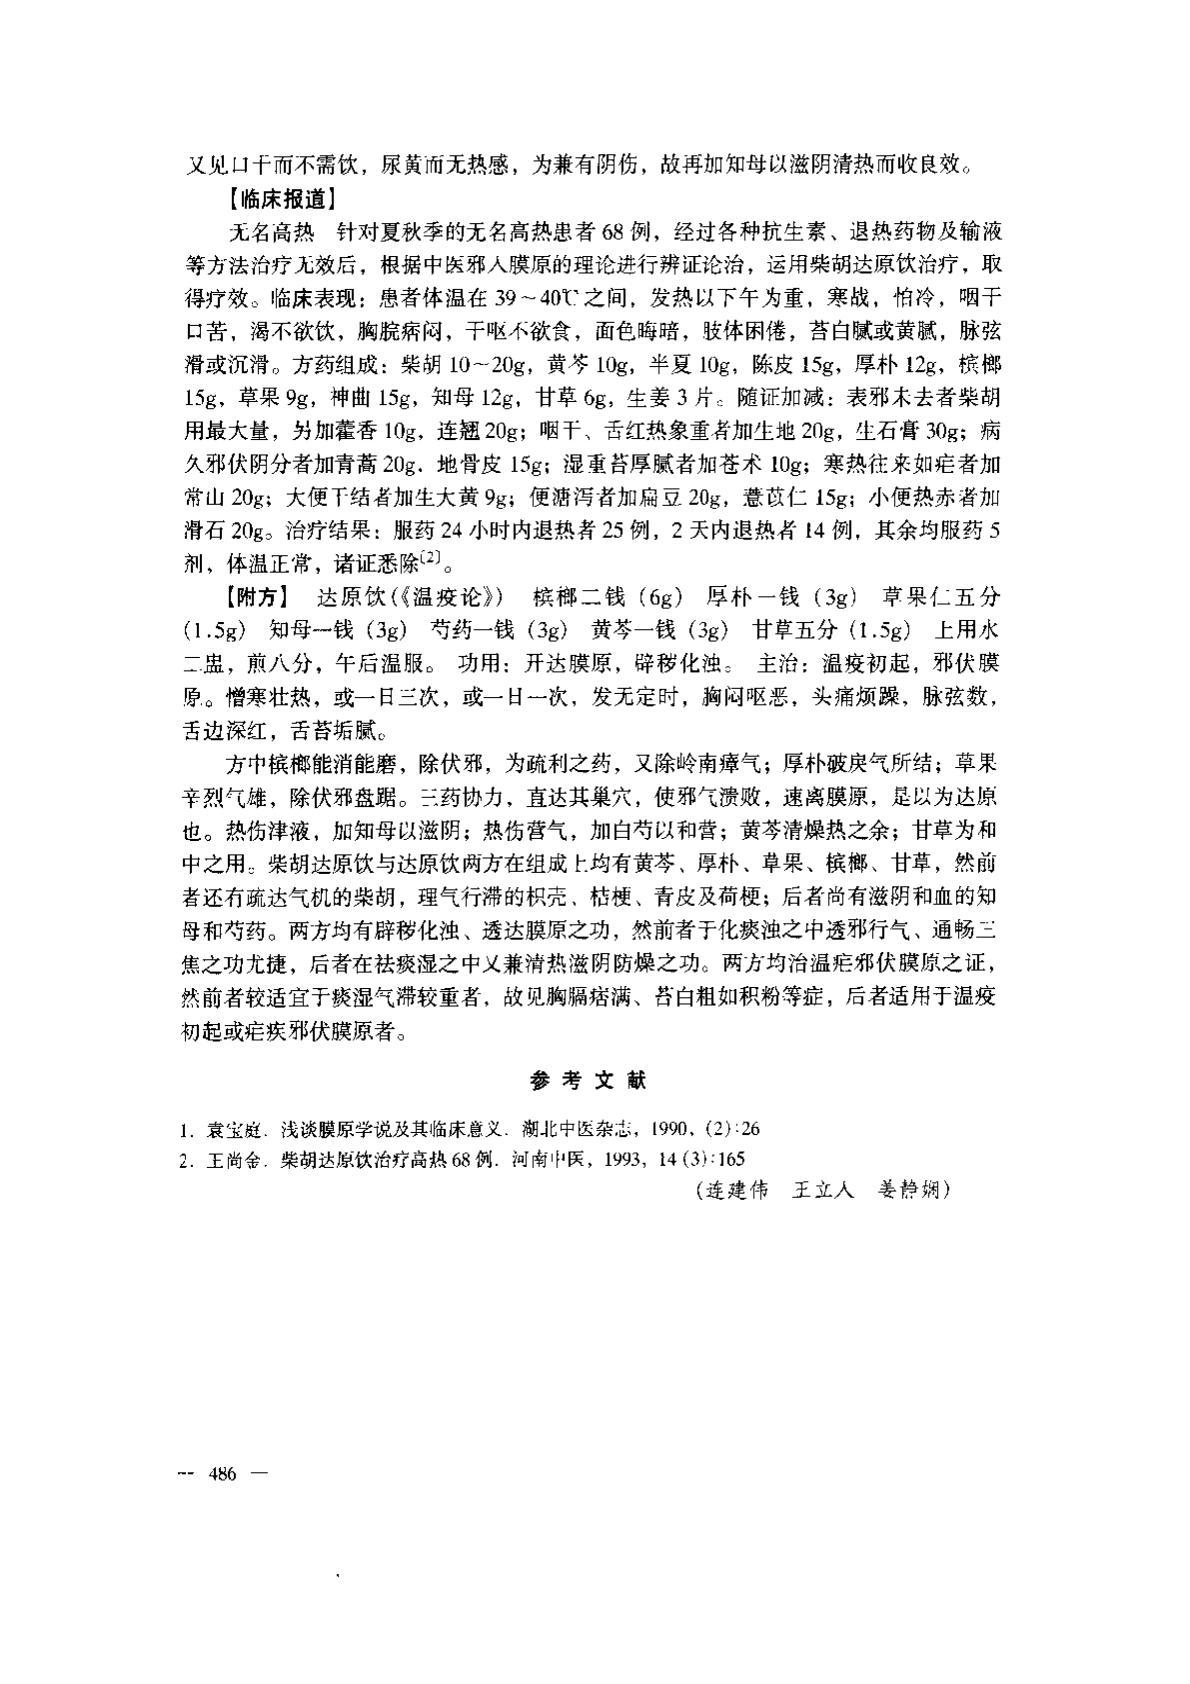 又见口干而不需饮，尿黄而无热感，为兼有阴伤，故再加知母以滋阴清热而收良效。
【临床报道】
无名高热　针对夏秋季的无名高热患者 68 例，经过各种抗生素、退热药物及输液
等方法治疗无效后，根据中医邪入膜原的理论进行辨证论治，运用柴胡达原饮治疗，取
得疗效。临床表现：患者体温在 39～40℃之间，发热以下午为重，寒战，怕冷，咽干
口苦，渴不欲饮，胸脘痞闷，干呕不欲食，面色晦暗，肢体困倦，苔白腻或黄腻，脉弦
滑或沉滑。方药组成：柴胡 10～20g，黄芩 10g，半夏 10g，陈皮 15g，厚朴 12g，槟榔
15g，草果 9g，神曲 15g，知母 12g，甘草 6g，生姜 3 片。随证加减：表邪未去者柴胡
用最大量，另加藿香 10g，连翘 20g；咽干、舌红热象重者加生地 20g，生石膏 30g；病
久邪伏阴分者加青蒿 20g，地骨皮 15g；湿重苔厚腻者加苍术 10g；寒热往来如疟者加
常山 20g；大便干结者加生大黄 9g；便溏泻者加扁豆 20g，薏苡仁 15g；小便热赤者加
滑石 20g。治疗结果：服药 24 小时内退热者 25 例，2 天内退热者 14 例，其余均服药 5
剂，体温正常，诸证悉除〔2〕。
【附方】　达原饮（《温疫论》）　槟榔二钱（6g）　厚朴一钱（3g）　草果仁五分
（1.5g）　知母一钱（3g）　芍药一钱（3g）　黄芩一钱（3g）　甘草五分（1.5g）　上用水
二盅，煎八分，午后温服。　功用：开达膜原，辟秽化浊。　主治：温疫初起，邪伏膜
原。憎寒壮热，或一日三次，或一日一次，发无定时，胸闷呕恶，头痛烦躁，脉弦数，
舌边深红，舌苔垢腻。
方中槟榔能消能磨，除伏邪，为疏利之药，又除岭南瘴气；厚朴破戾气所结；草果
辛烈气雄，除伏邪盘踞。三药协力，直达其巢穴，使邪气溃败，速离膜原，是以为达原
也。热伤津液，加知母以滋阴；热伤营气，加白芍以和营；黄芩清燥热之余；甘草为和
中之用。柴胡达原饮与达原饮两方在组成上均有黄芩、厚朴、草果、槟榔、甘草，然前
者还有疏达气机的柴胡，理气行滞的枳壳、桔梗、青皮及荷梗；后者尚有滋阴和血的知
母和芍药。两方均有辟秽化浊、透达膜原之功，然前者于化痰浊之中透邪行气、通畅三
焦之功尤捷，后者在祛痰湿之中又兼清热滋阴防燥之功。两方均治温疟邪伏膜原之证，
然前者较适宜于痰湿气滞较重者，故见胸膈痞满、苔白粗如积粉等症，后者适用于温疫
初起或疟疾邪伏膜原者。
参 考 文 献
1．袁宝庭．浅谈膜原学说及其临床意义．湖北中医杂志，1990，（2）：26
2．王尚金．柴胡达原饮治疗高热 68 例．河南中医，1993，14（3）：165
（连建伟　王立人　姜静娴）
— 486 —